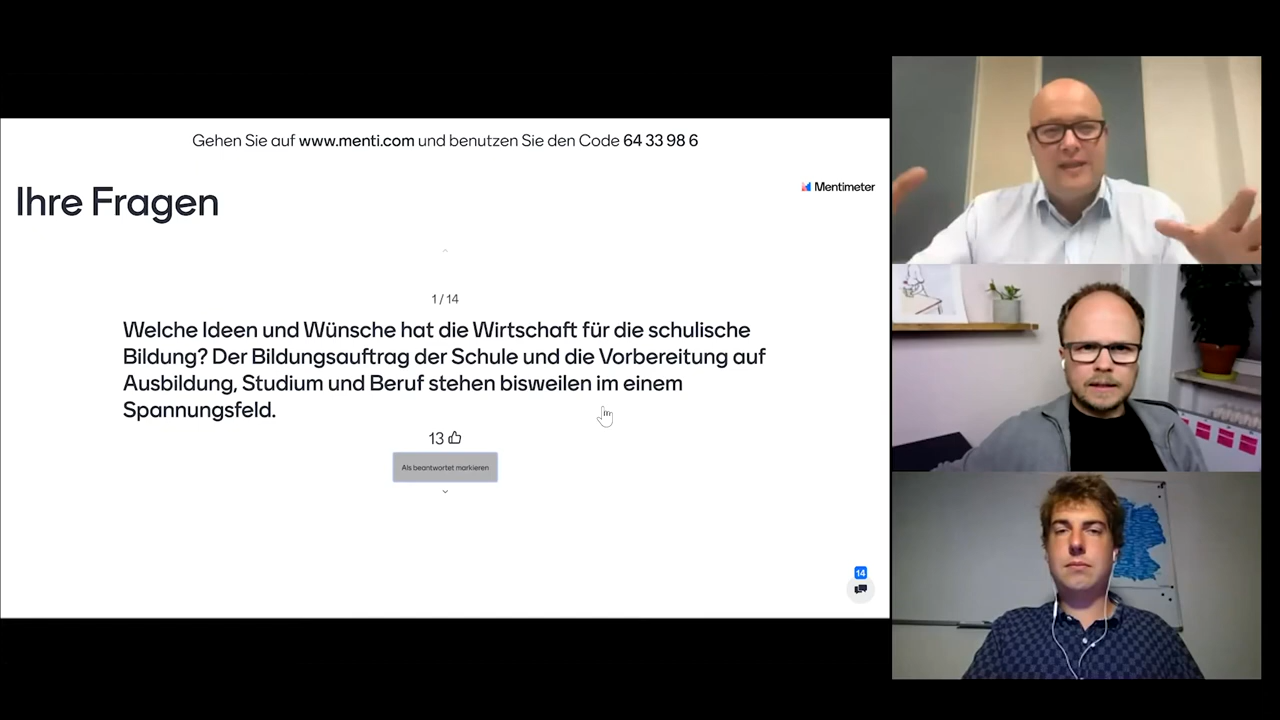 Gehen Sie auf www.menti.com und benutzen Sie den Code 64 33 98 6
Ihre Fragen
Mentimeter
1 / 14
Welche Ideen und Wünsche hat die Wirtschaft für die schulische
Bildung? Der Bildungsauftrag der Schule und die Vorbereitung auf
Ausbildung, Studium und Beruf stehen bisweilen im einem
Spannungsfeld.
13
Als beantwortet markieren
14